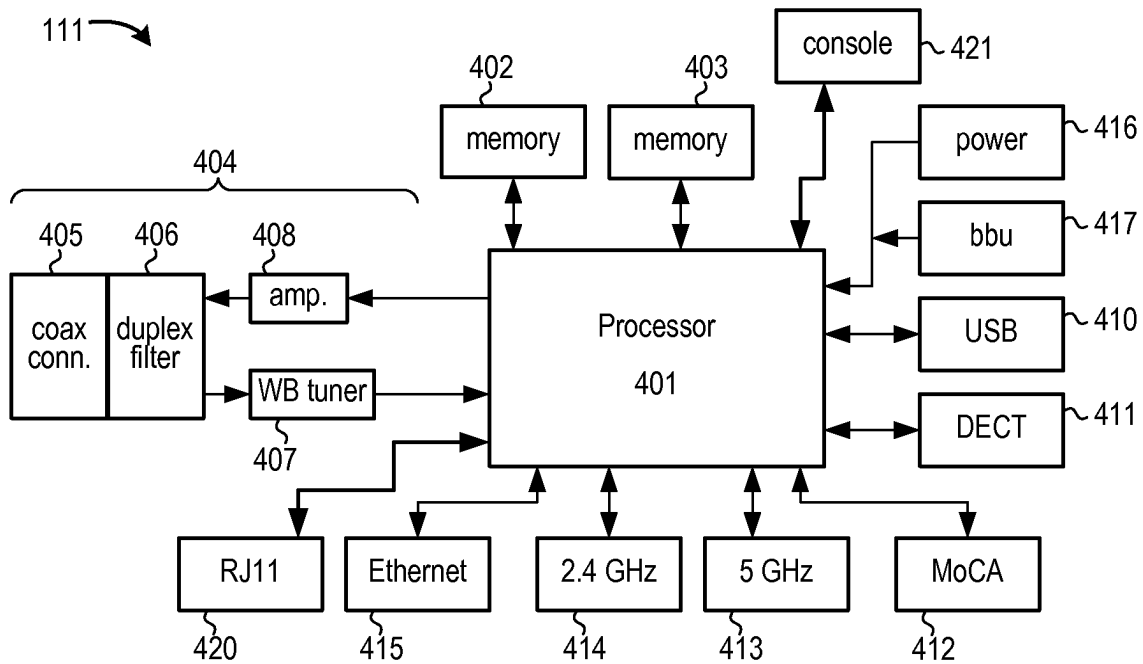 111
console
421
402
403
memory
memory
power
416
404
bbu
417
405
406
408
coax
conn.
duplex
filter
amp.
Processor
401
USB
410
WB tuner
407
DECT
411
RJ11
Ethernet
2.4 GHz
5 GHz
MoCA
420
415
414
413
412